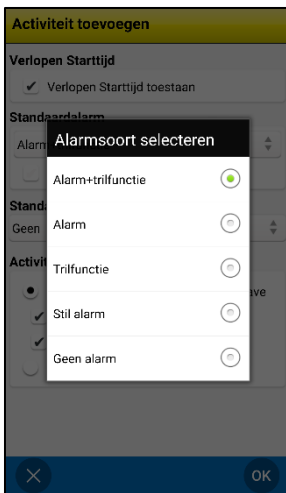 Activiteit toevoegen
Verlopen Starttijd
Verlopen Starttijd toestaan
Standaardalarm
Alarm
Alarmsoort selecteren
Alarm+trilfunctie
Alarm
Trilfunctie
Stil alarm
Geen alarm
Geen
OK